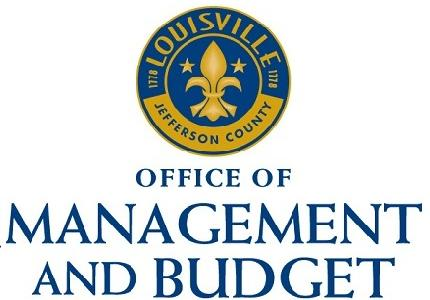 LOUISVILLE
1778 1778
JEFFERSON COUNTY
OFFICE OF
MANAGEMENT
AND BUDGET